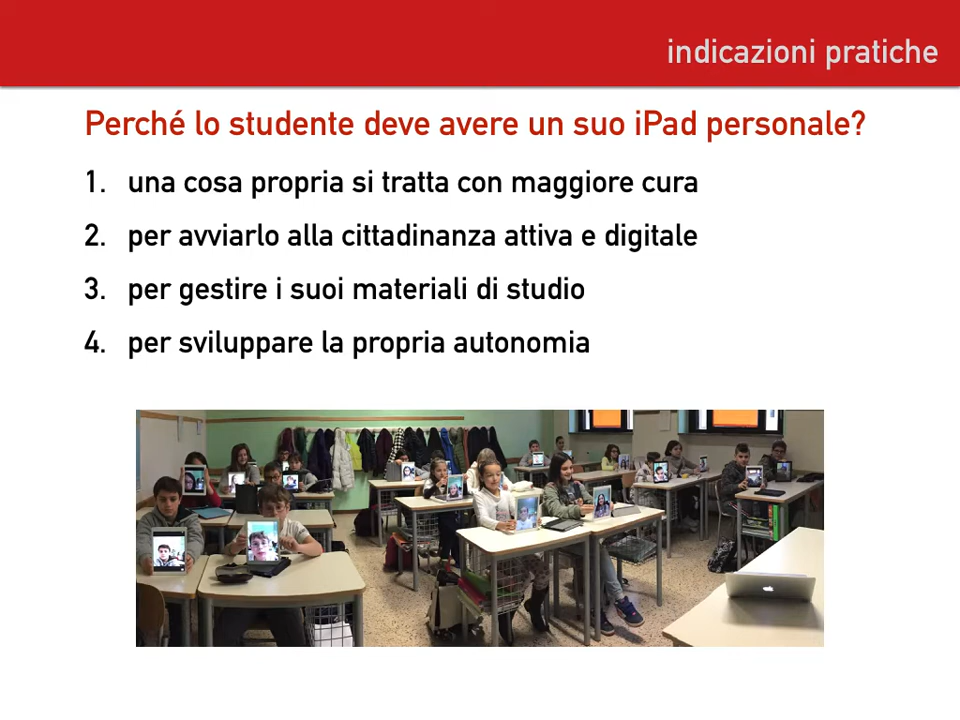 indicazioni pratiche
Perché lo studente deve avere un suo iPad personale?
1. una cosa propria si tratta con maggiore cura
2. per avviarlo alla cittadinanza attiva e digitale
3. per gestire i suoi materiali di studio
4. per sviluppare la propria autonomia